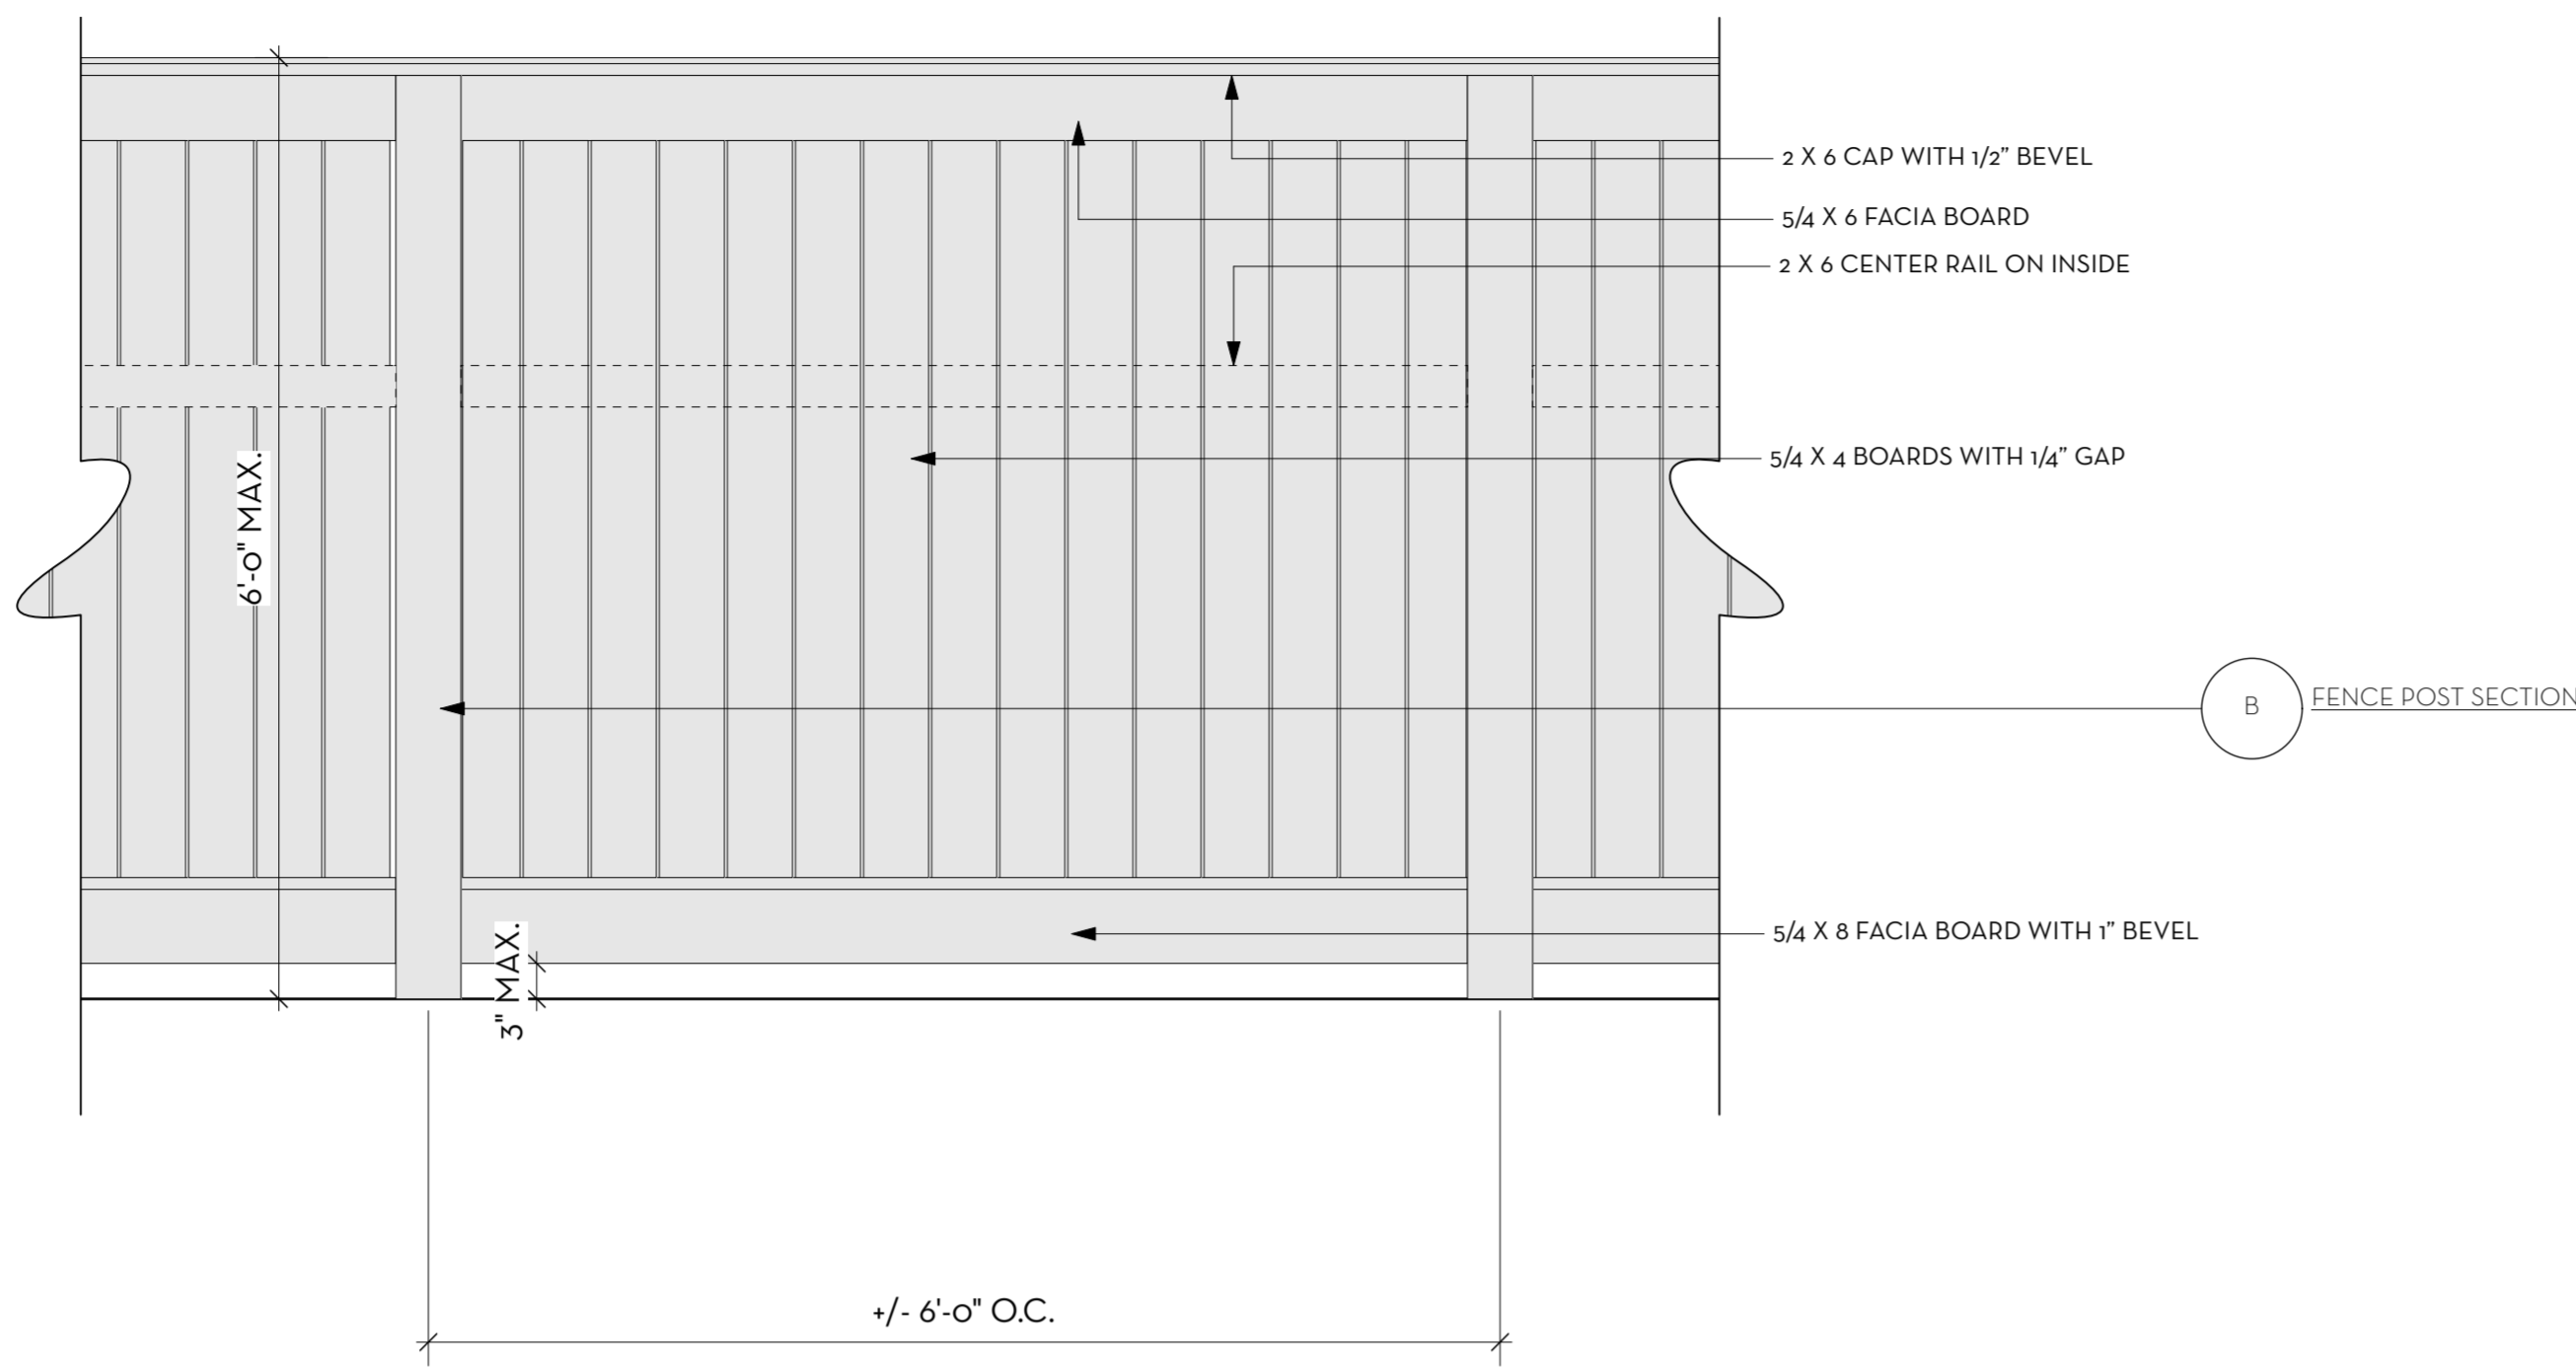 2 X 6 CAP WITH 1/2" BEVEL
5/4 X 6 FACIA BOARD
2 X 6 CENTER RAIL ON INSIDE
5/4 X 4 BOARDS WITH 1/4" GAP
6'-0" MAX.
B FENCE POST SECTION
5/4 X 8 FACIA BOARD WITH 1" BEVEL
3" MAX.
+/- 6'-0" O.C.